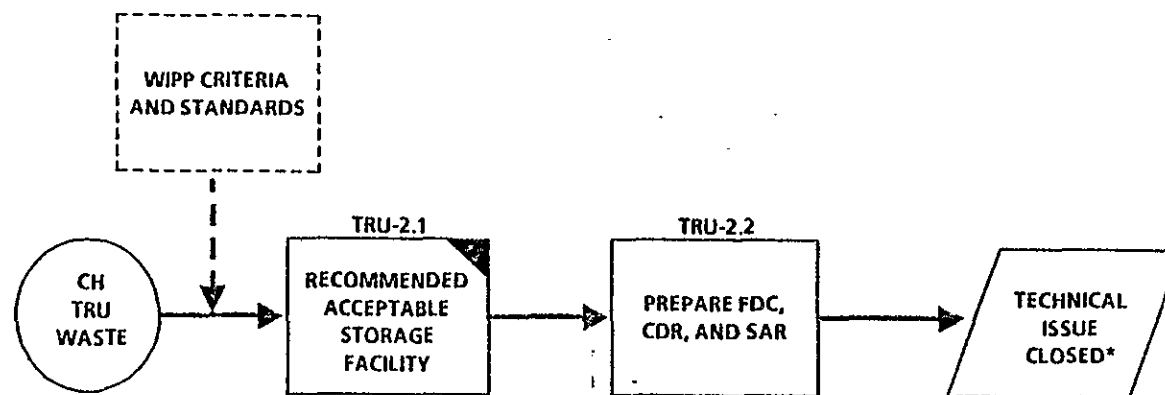 WIPP CRITERIA
AND STANDARDS
CH
TRU
WASTE
TRU-2.1
RECOMMENDED
ACCEPTABLE
STORAGE
FACILITY
TRU-2.2
PREPARE FDC,
CDR, AND SAR
TECHNICAL
ISSUE
CLOSED*